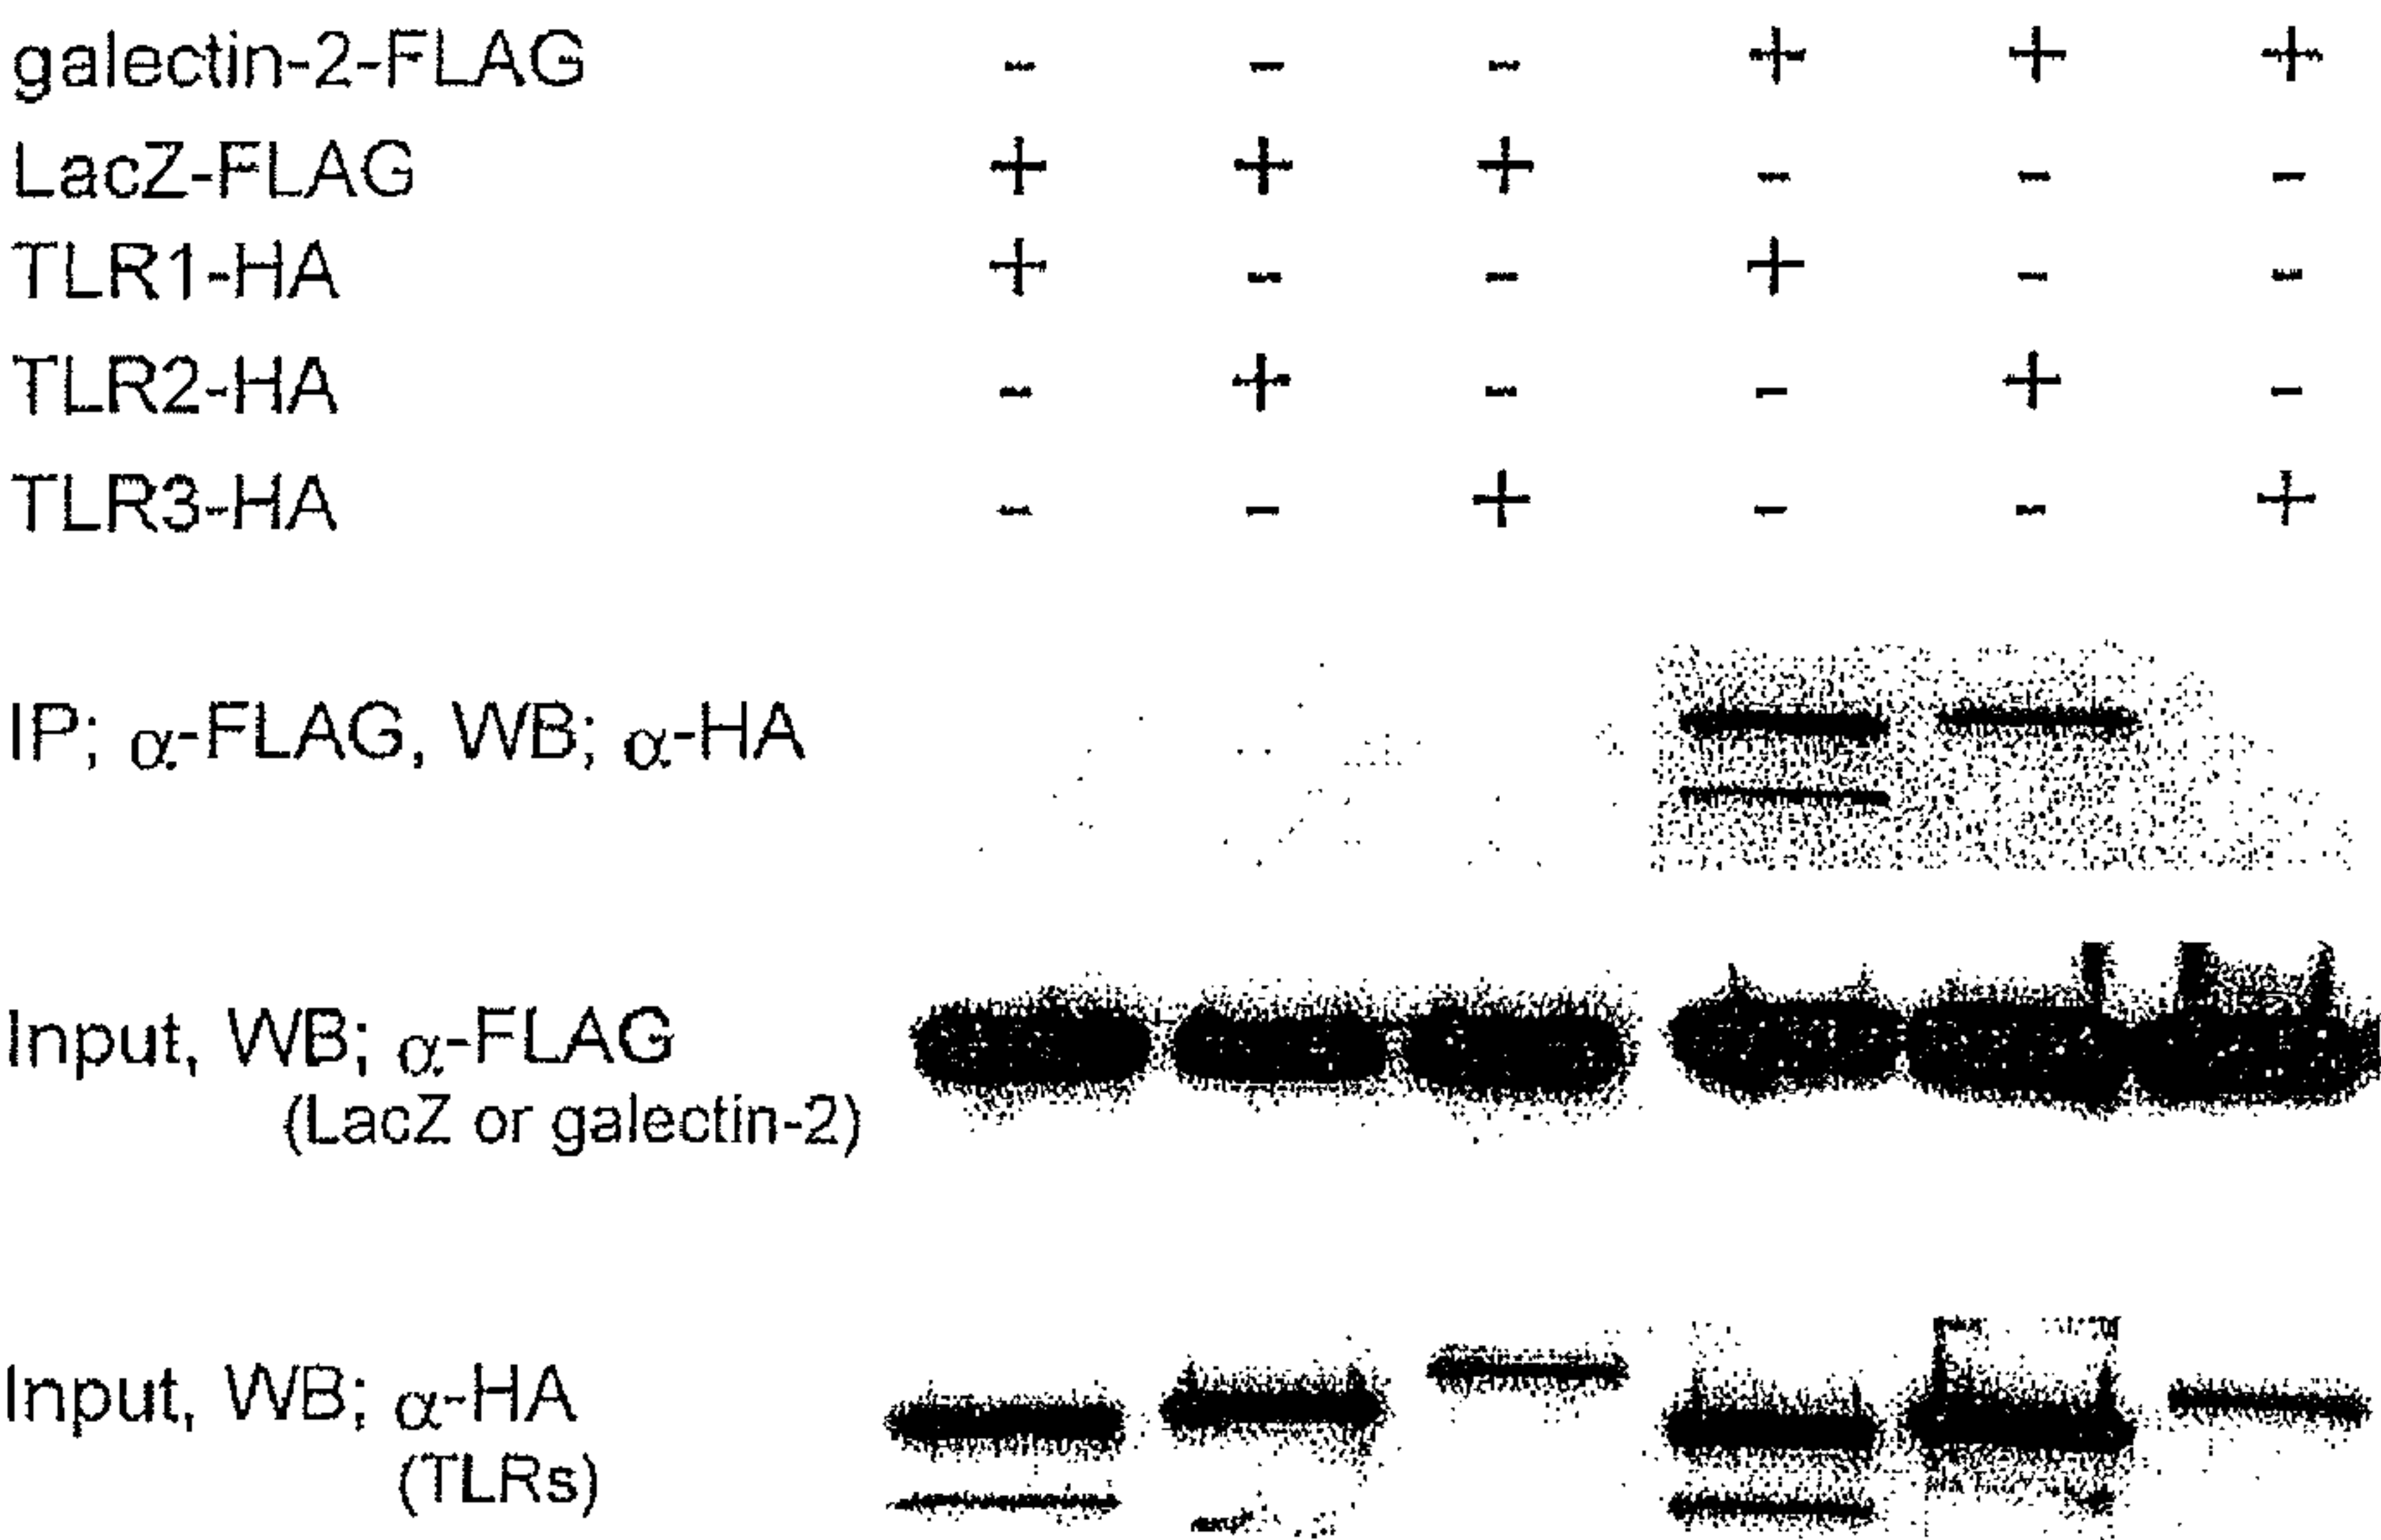 galectin-2-FLAG - - - + + +
LacZ-FLAG + + + - - -
TLR1-HA + - - + - -
TLR2-HA - + - - + -
TLR3-HA - - + - - +
IP; α-FLAG, WB; α-HA
Input, WB; α-FLAG
(LacZ or galectin-2)
Input, WB; α-HA
(TLRs)